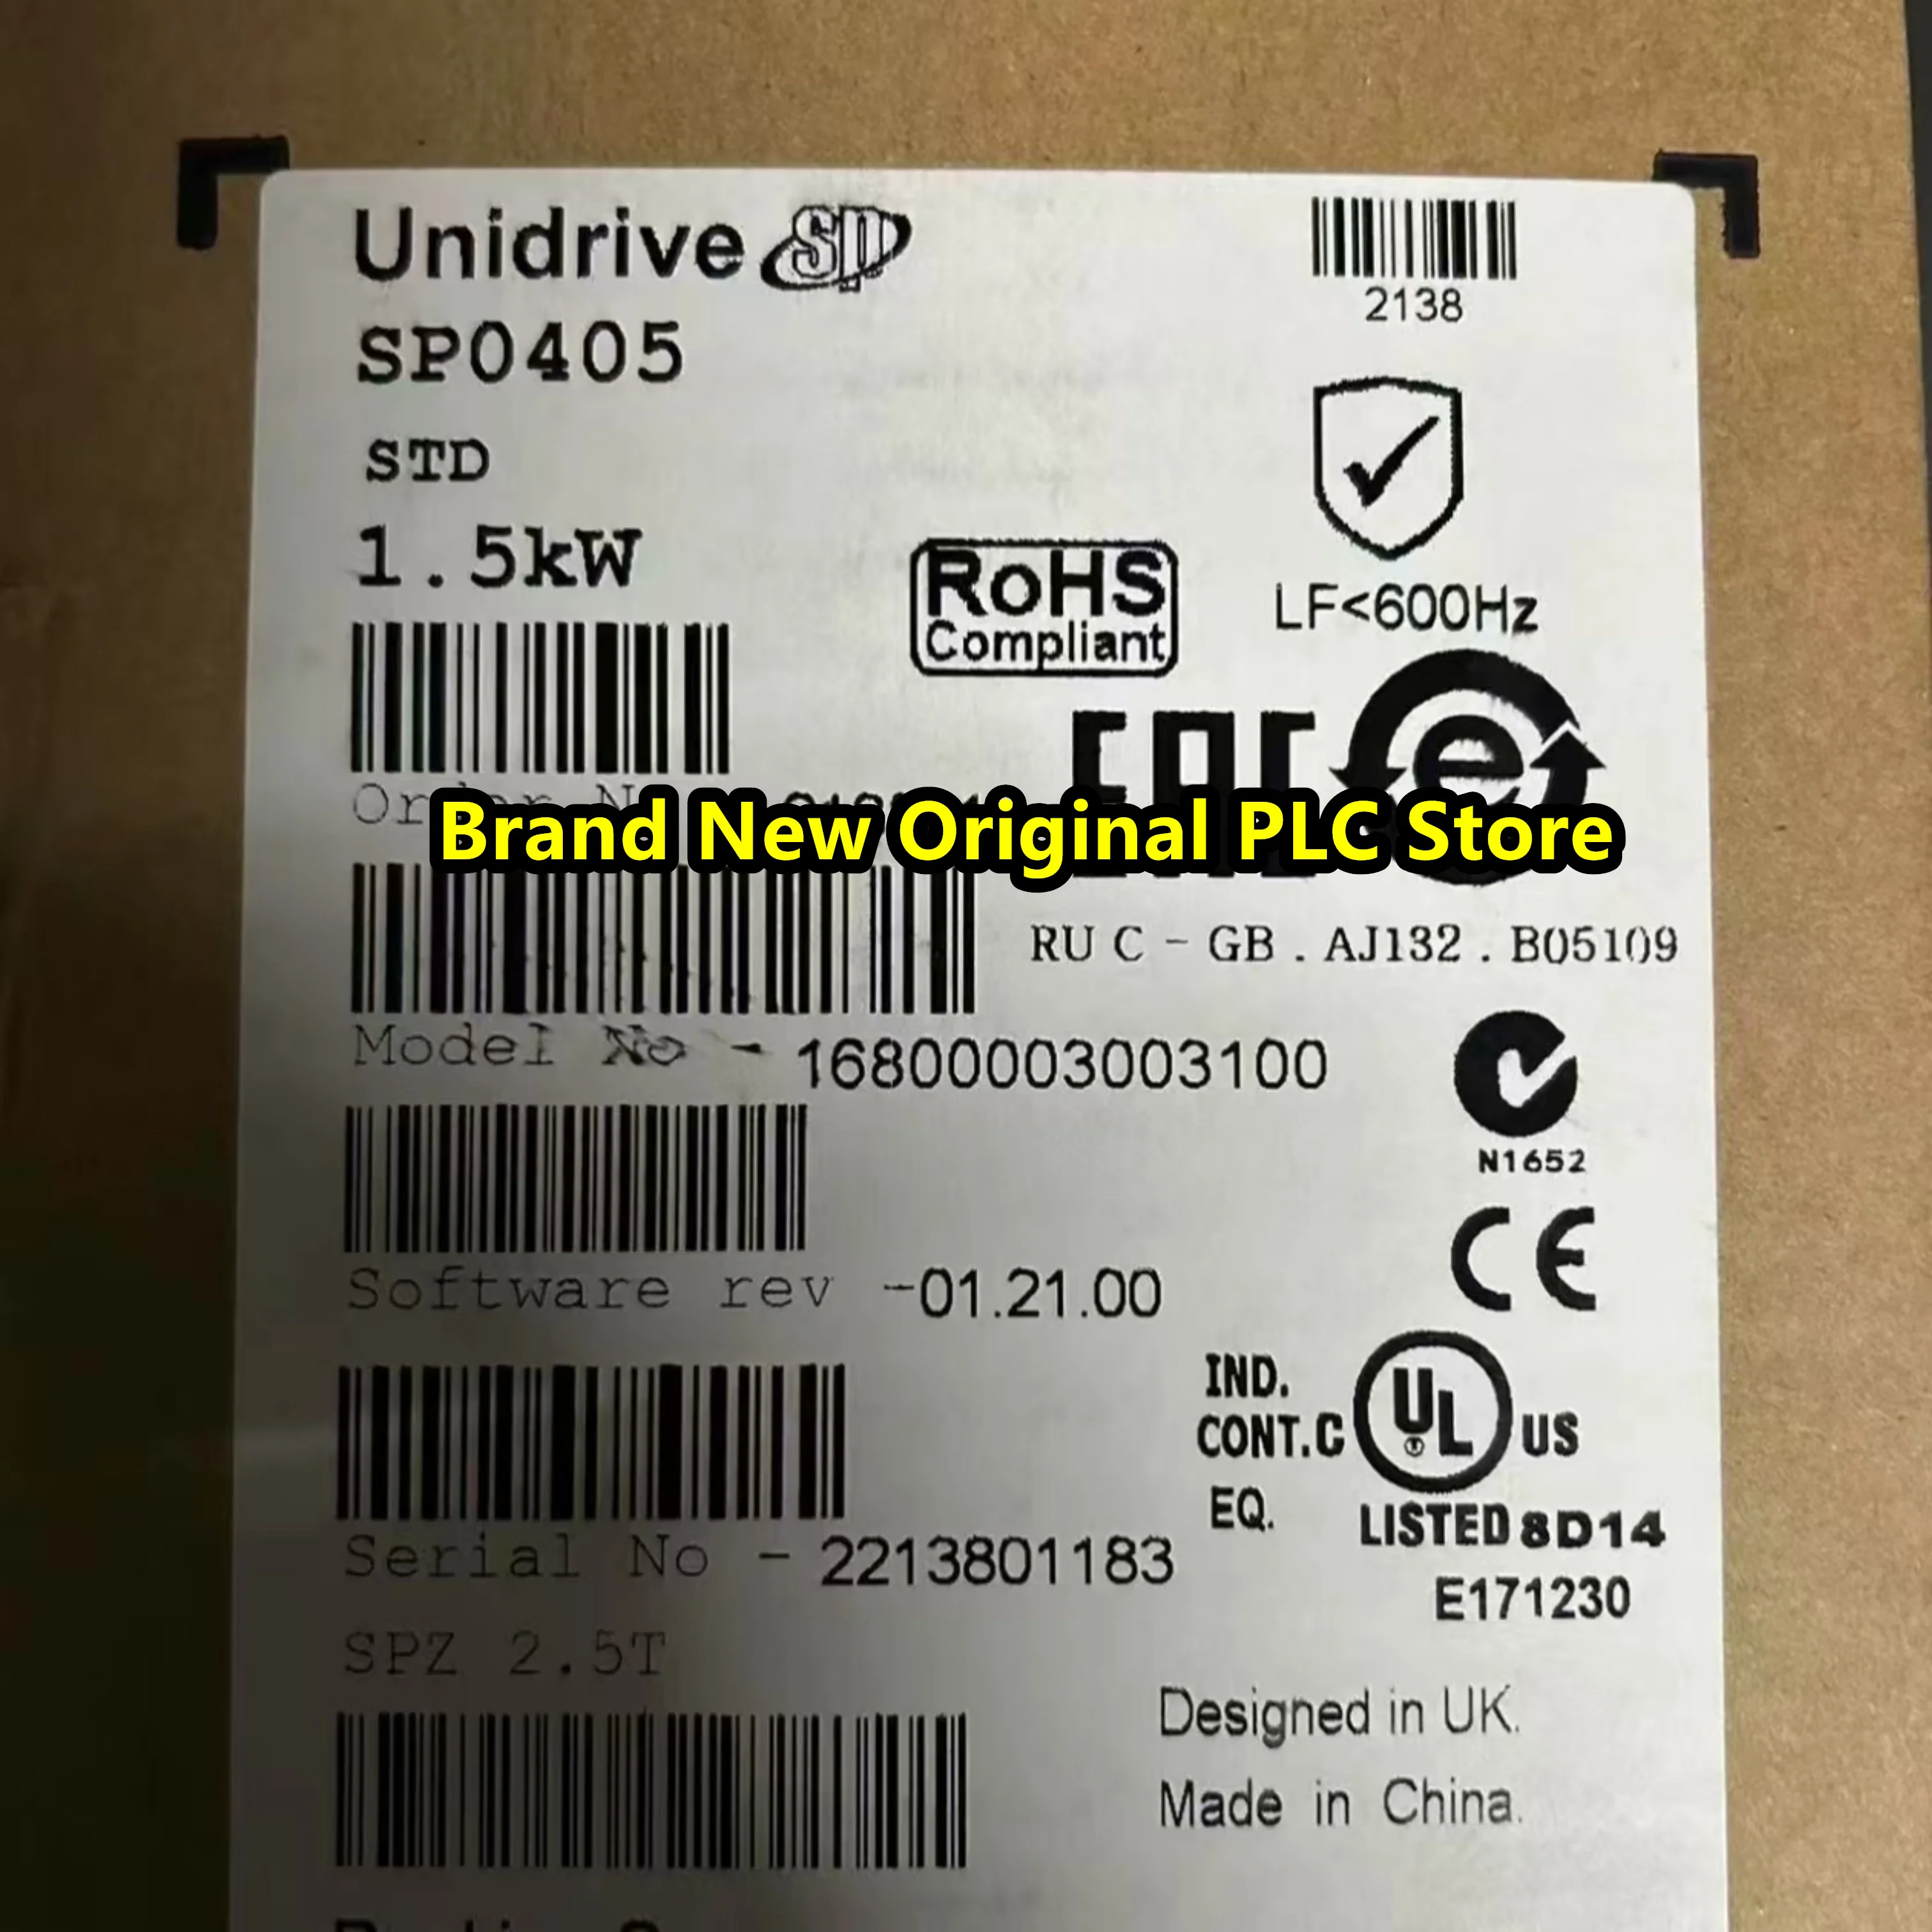 Unidrive SP
2138
SP0405
STD
1.5kW
RoHS
Compliant
LF<600Hz
EAC
e
Brand New Original PLC Store
RU C - GB . AJ132 . B05109
Model No - 16800003003100
N1652
Software rev -01.21.00
CE
IND.
CONT.C UL US
EQ.
LISTED 8D14
E171230
Serial No - 2213801183
SPZ 2.5T
Designed in UK.
Made in China.